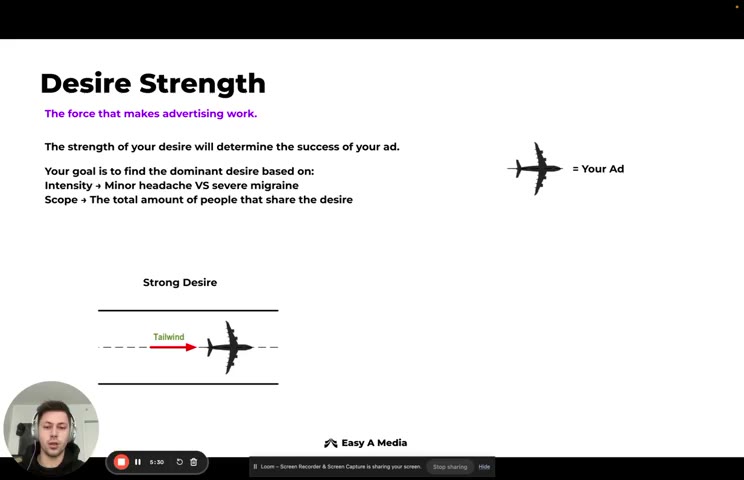 Desire Strength
The force that makes advertising work.
The strength of your desire will determine the success of your ad.
Your goal is to find the dominant desire based on:
Intensity → Minor headache VS severe migraine
Scope → The total amount of people that share the desire
= Your Ad
Strong Desire
Tailwind
Easy A Media
5:30
Loom – Screen Recorder & Screen Capture is sharing your screen.
Stop sharing
Hide